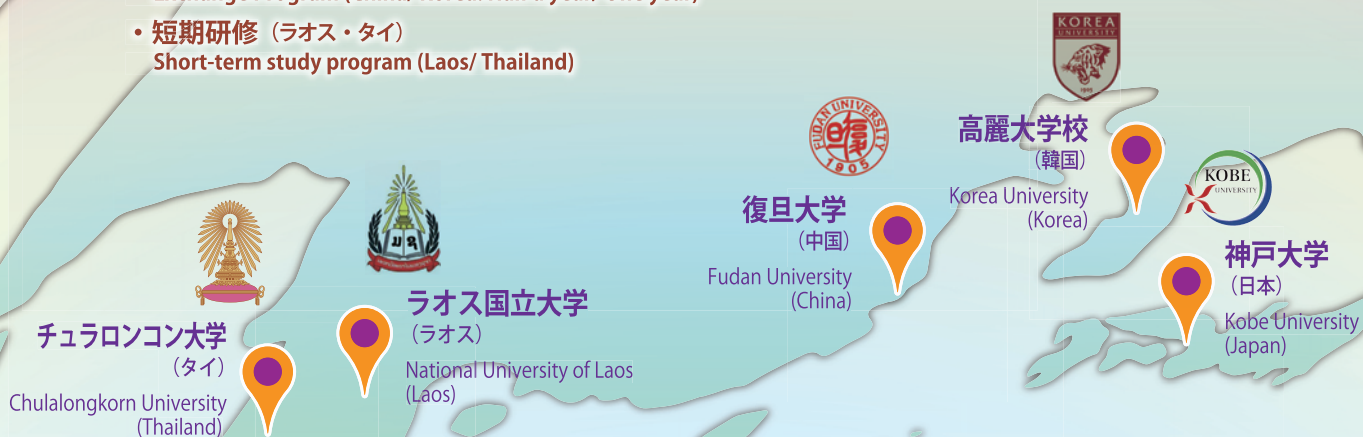 ・短期研修（ラオス・タイ）
Short-term study program (Laos/ Thailand)
KOREA
UNIVERSITY
1905
FUDAN UNIVERSITY
復旦
1905
高麗大学校
（韓国）
Korea University
(Korea)
KOBE
UNIVERSITY
復旦大学
（中国）
Fudan University
(China)
神戸大学
（日本）
Kobe University
(Japan)
ラオス国立大学
（ラオス）
National University of Laos
(Laos)
チュラロンコン大学
（タイ）
Chulalongkorn University
(Thailand)